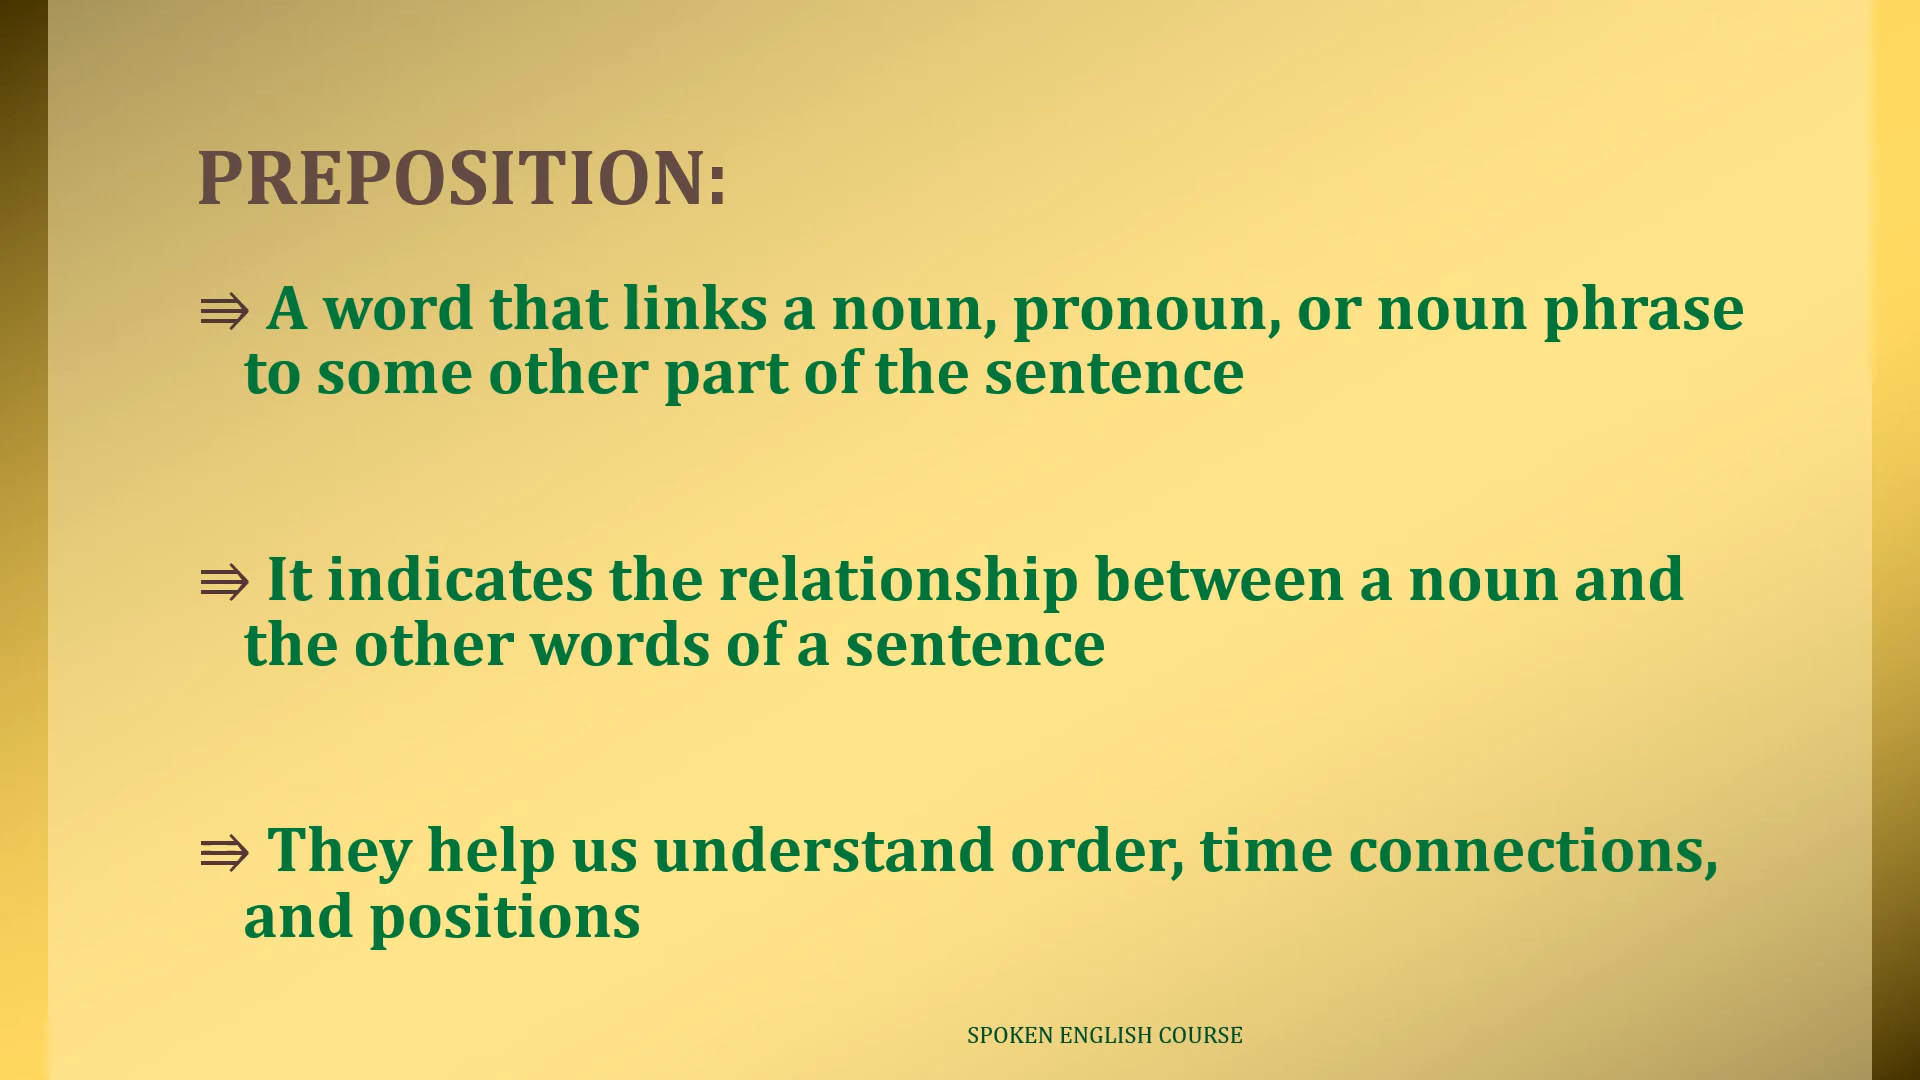 PREPOSITION:
⇛ A word that links a noun, pronoun, or noun phrase
to some other part of the sentence
⇛ It indicates the relationship between a noun and
the other words of a sentence
⇛ They help us understand order, time connections,
and positions
SPOKEN ENGLISH COURSE